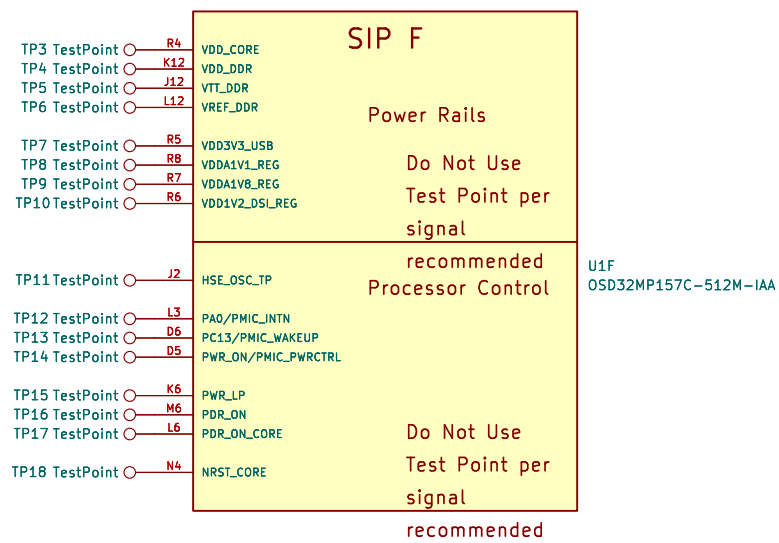 SIP F
TP3 TestPoint R4 VDD_CORE
TP4 TestPoint K12 VDD_DDR
TP5 TestPoint J12 VTT_DDR
TP6 TestPoint L12 VREF_DDR
Power Rails
TP7 TestPoint R5 VDD3V3_USB
TP8 TestPoint R8 VDDA1V1_REG
TP9 TestPoint R7 VDDA1V8_REG
TP10 TestPoint R6 VDD1V2_DSI_REG
Do Not Use
Test Point per
signal
recommended
U1F
OSD32MP157C-512M-IAA
Processor Control
TP11 TestPoint J2 HSE_OSC_TP
TP12 TestPoint L3 PA0/PMIC_INTN
TP13 TestPoint D6 PC13/PMIC_WAKEUP
TP14 TestPoint D5 PWR_ON/PMIC_PWRCTRL
TP15 TestPoint K6 PWR_LP
TP16 TestPoint M6 PDR_ON
TP17 TestPoint L6 PDR_ON_CORE
TP18 TestPoint N4 NRST_CORE
Do Not Use
Test Point per
signal
recommended